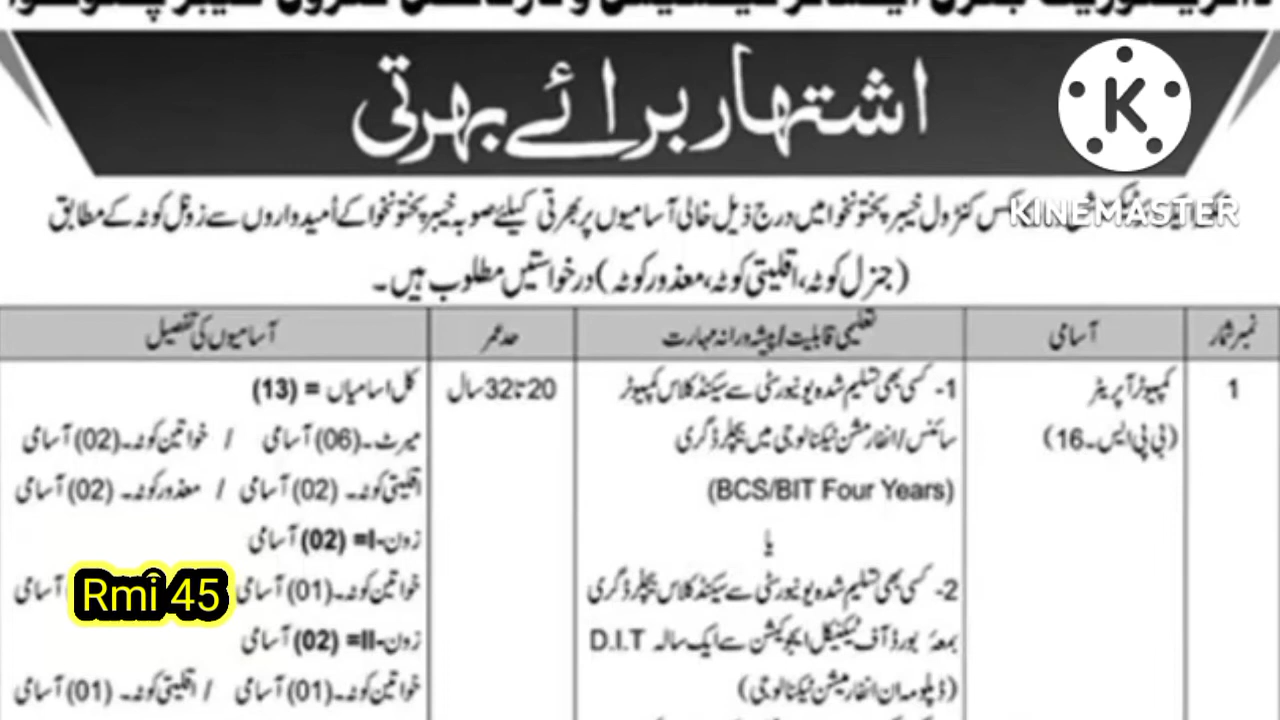 اشتہار برائے بھرتی
K
KINEMASTER
کنٹرول خیبر پختونخوا میں درج ذیل خالی آسامیوں پر بھرتی کیلئے صوبہ خیبر پختونخوا کے اُمیدواروں سے زونل کوٹہ کے مطابق
(جنرل کوٹہ، اقلیتی کوٹہ، معذور کوٹہ) درخواستیں مطلوب ہیں۔
نمبر شمار
آسامی
تعلیمی قابلیت/پیشہ ورانہ مہارت
حد عمر
آسامیوں کی تفصیل
1
کمپیوٹر آپریٹر
(بی پی ایس۔16)
1- کسی بھی تسلیم شدہ یونیورسٹی سے سیکنڈ کلاس کمپیوٹر
سائنس/انفارمشن ٹیکنالوجی میں بیچلر ڈگری
(BCS/BIT Four Years)
یا
2- کسی بھی تسلیم شدہ یونیورسٹی سے سیکنڈ کلاس بیچلر ڈگری
بمعہ بورڈ آف ٹیکنیکل ایجوکیشن سے ایک سالہ D.I.T
(ڈپلومہ ان انفارمیشن ٹیکنالوجی)
20 تا 32 سال
کل اسامیاں = (13)
میرٹ۔(06) آسامی / خواتین کوٹہ۔(02) آسامی
اقلیتی کوٹہ۔ (02) آسامی / معذور کوٹہ۔ (02) آسامی
زون-I= (02) آسامی
خواتین کوٹہ۔(01) آسامی آسامی
زون-II= (02) آسامی
خواتین کوٹہ۔(01) آسامی / اقلیتی کوٹہ۔ (01) آسامی
Rmi 45